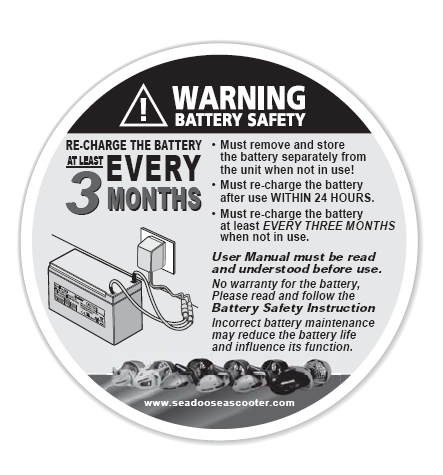 WARNING
BATTERY SAFETY
RE-CHARGE THE BATTERY
AT LEAST EVERY
3 MONTHS
• Must remove and store
the battery separately from
the unit when not in use!
• Must re-charge the battery
after use WITHIN 24 HOURS.
• Must re-charge the battery
at least EVERY THREE MONTHS
when not in use.
User Manual must be read
and understood before use.
No warranty for the battery,
Please read and follow the
Battery Safety Instruction
Incorrect battery maintenance
may reduce the battery life
and influence its function.
www.seadooseascooter.com